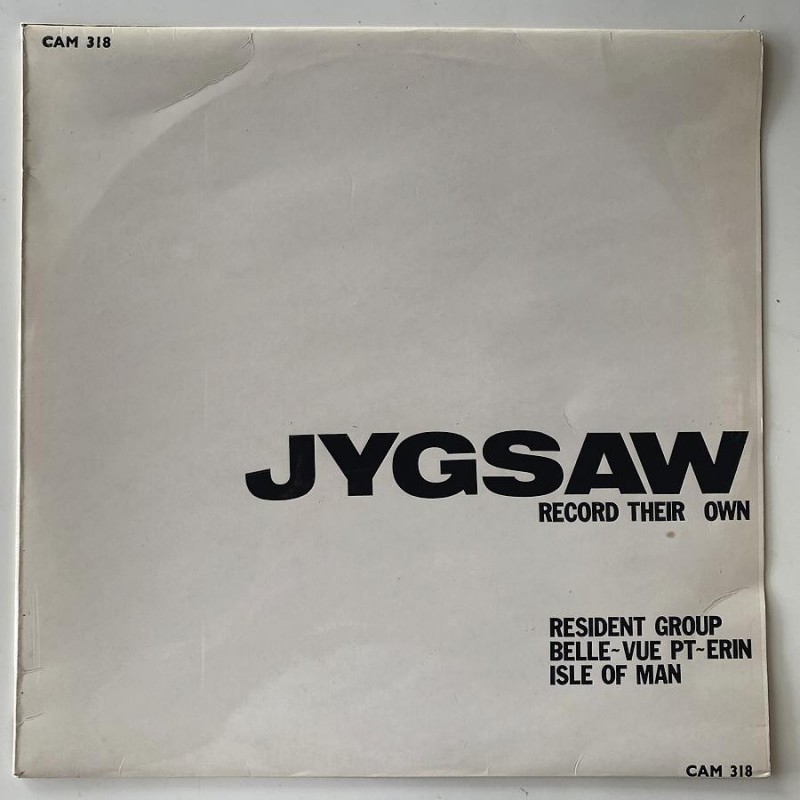 CAM 318
JYGSAW
RECORD THEIR OWN
RESIDENT GROUP
BELLE~VUE PT~ERIN
ISLE OF MAN
CAM 318